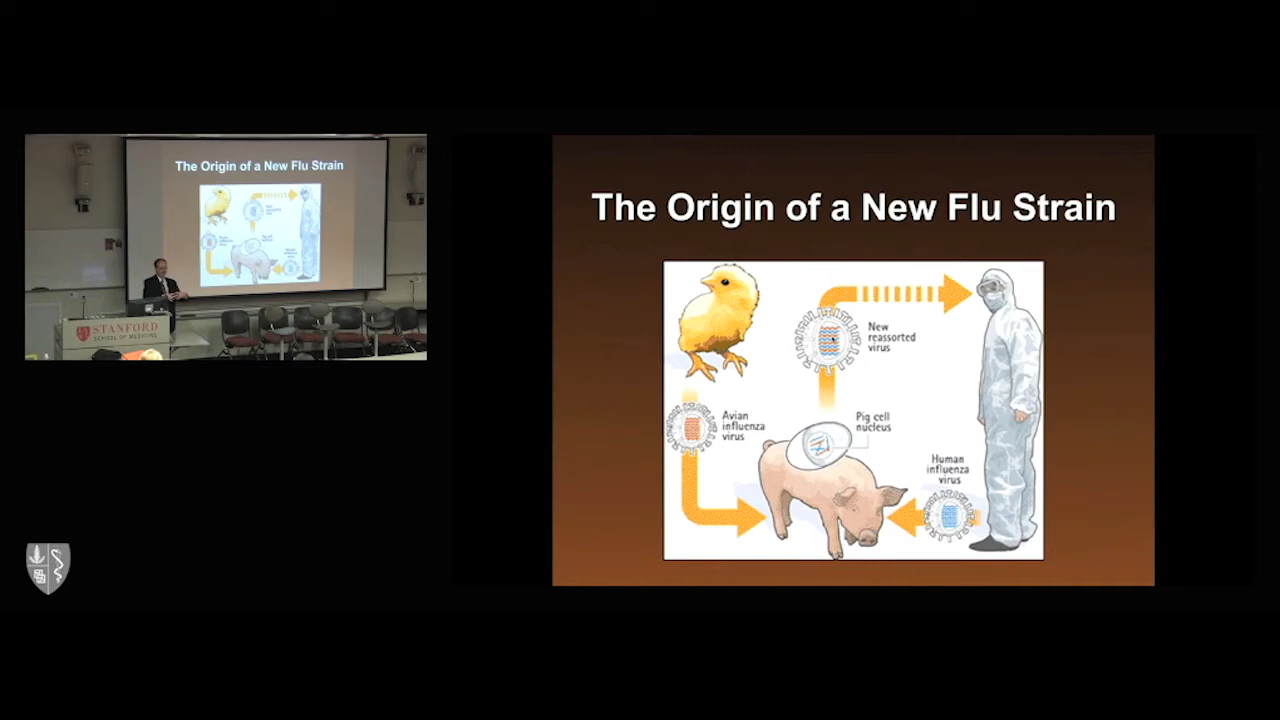 The Origin of a New Flu Strain
STANFORD
SCHOOL OF MEDICINE
The Origin of a New Flu Strain
New
reassorted
virus
Avian
influenza
virus
Pig cell
nucleus
Human
influenza
virus